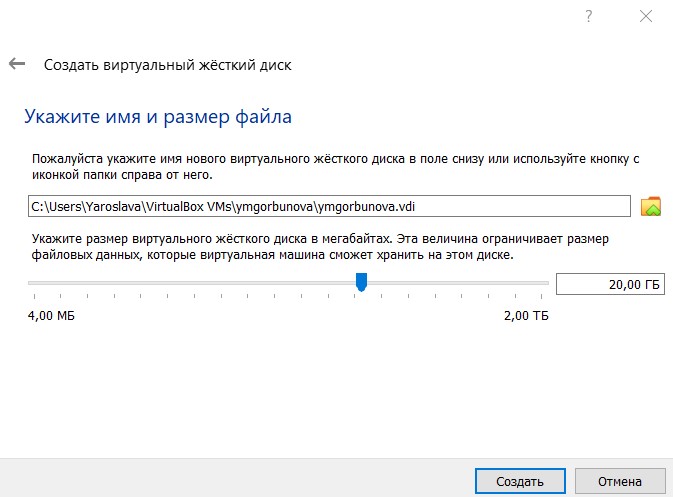 ?
Создать виртуальный жёсткий диск
Укажите имя и размер файла
Пожалуйста укажите имя нового виртуального жёсткого диска в поле снизу или используйте кнопку с
иконкой папки справа от него.
C:\Users\Yaroslava\VirtualBox VMs\ymgorbunova\ymgorbunova.vdi
Укажите размер виртуального жёсткого диска в мегабайтах. Эта величина ограничивает размер
файловых данных, которые виртуальная машина сможет хранить на этом диске.
20,00 ГБ
4,00 МБ 2,00 ТБ
Создать Отмена